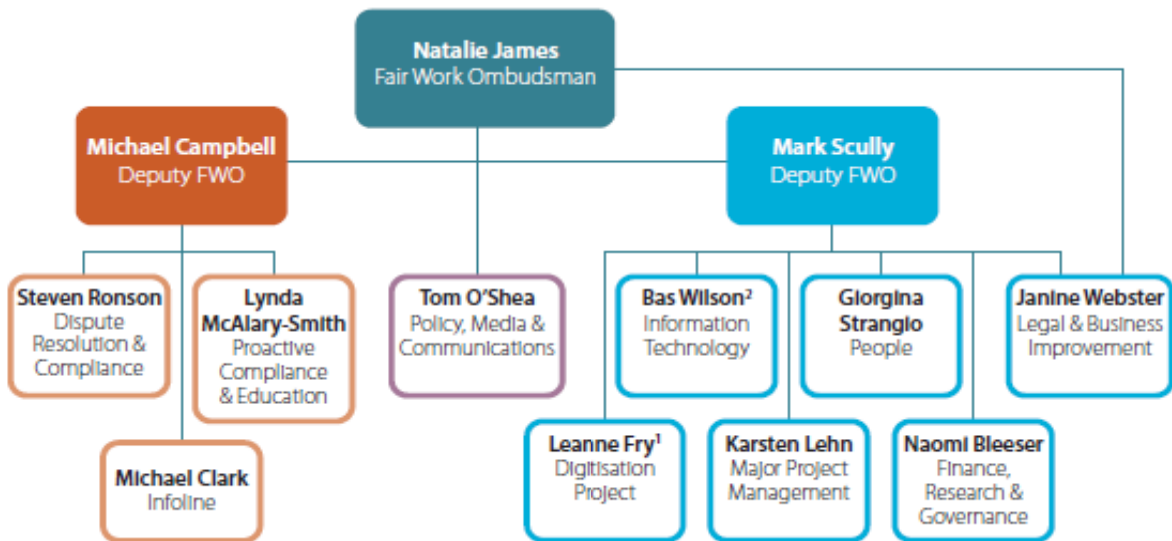 Natalie James
Fair Work Ombudsman
Michael Campbell
Deputy FWO
Mark Scully
Deputy FWO
Steven Ronson
Dispute
Resolution &
Compliance
Lynda
McAlary-Smith
Proactive
Compliance
& Education
Tom O'Shea
Policy, Media &
Communications
Bas Wilson²
Information
Technology
Giorgina
Strangio
People
Janine Webster
Legal & Business
Improvement
Michael Clark
Infoline
Leanne Fry¹
Digitisation
Project
Karsten Lehn
Major Project
Management
Naomi Bleeser
Finance,
Research &
Governance